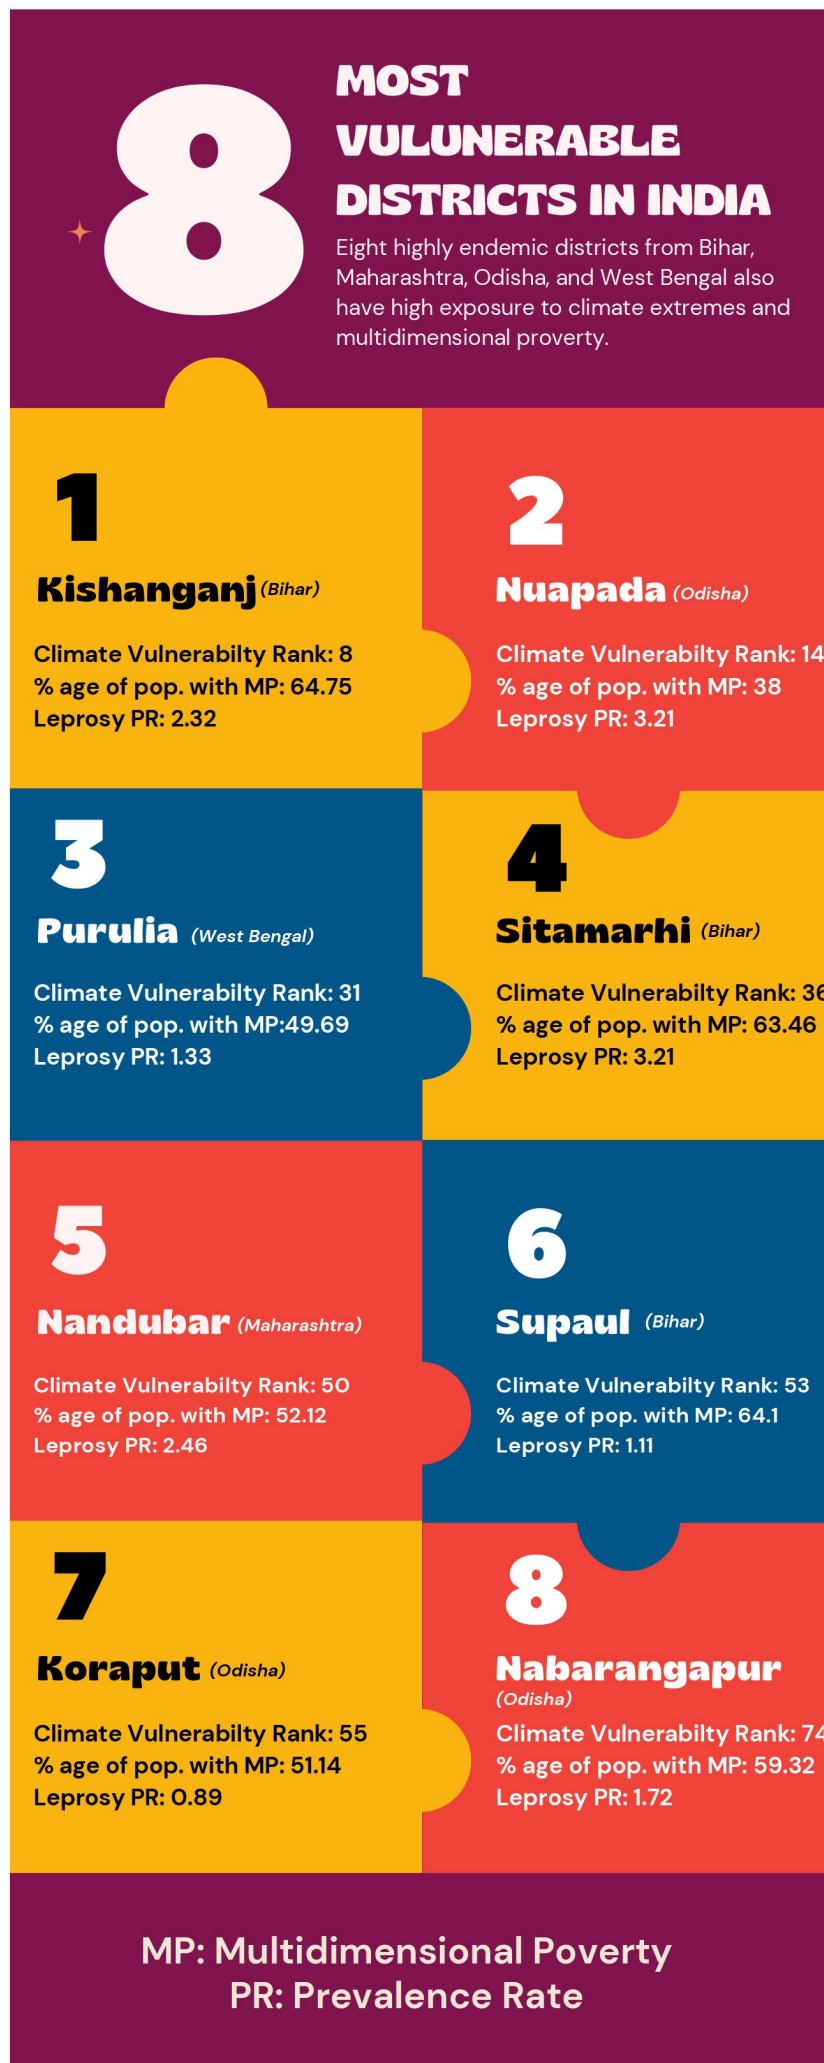 8
MOST
VULUNERABLE
DISTRICTS IN INDIA
Eight highly endemic districts from Bihar,
Maharashtra, Odisha, and West Bengal also
have high exposure to climate extremes and
multidimensional proverty.
1
Kishanganj (Bihar)
Climate Vulnerabilty Rank: 8
% age of pop. with MP: 64.75
Leprosy PR: 2.32
2
Nuapada (Odisha)
Climate Vulnerabilty Rank: 14
% age of pop. with MP: 38
Leprosy PR: 3.21
3
Purulia (West Bengal)
Climate Vulnerabilty Rank: 31
% age of pop. with MP:49.69
Leprosy PR: 1.33
4
Sitamarhi (Bihar)
Climate Vulnerabilty Rank: 36
% age of pop. with MP: 63.46
Leprosy PR: 3.21
5
Nandubar (Maharashtra)
Climate Vulnerabilty Rank: 50
% age of pop. with MP: 52.12
Leprosy PR: 2.46
6
Supaul (Bihar)
Climate Vulnerabilty Rank: 53
% age of pop. with MP: 64.1
Leprosy PR: 1.11
7
Koraput (Odisha)
Climate Vulnerabilty Rank: 55
% age of pop. with MP: 51.14
Leprosy PR: 0.89
8
Nabarangapur
(Odisha)
Climate Vulnerabilty Rank: 74
% age of pop. with MP: 59.32
Leprosy PR: 1.72
MP: Multidimensional Poverty
PR: Prevalence Rate